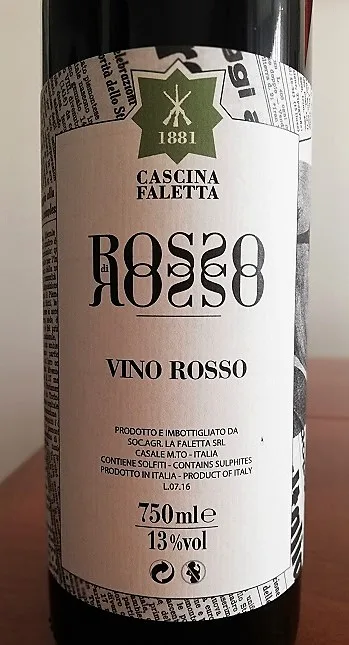 1881
CASCINA
FALETTA
ROSSO
di
ROSSO
VINO ROSSO
PRODOTTO E IMBOTTIGLIATO DA
SOC.AGR. LA FALETTA SRL
CASALE M.TO - ITALIA
CONTIENE SOLFITI - CONTAINS SULPHITES
PRODOTTO IN ITALIA - PRODUCT OF ITALY
L.07.16
750ml℮
13%vol